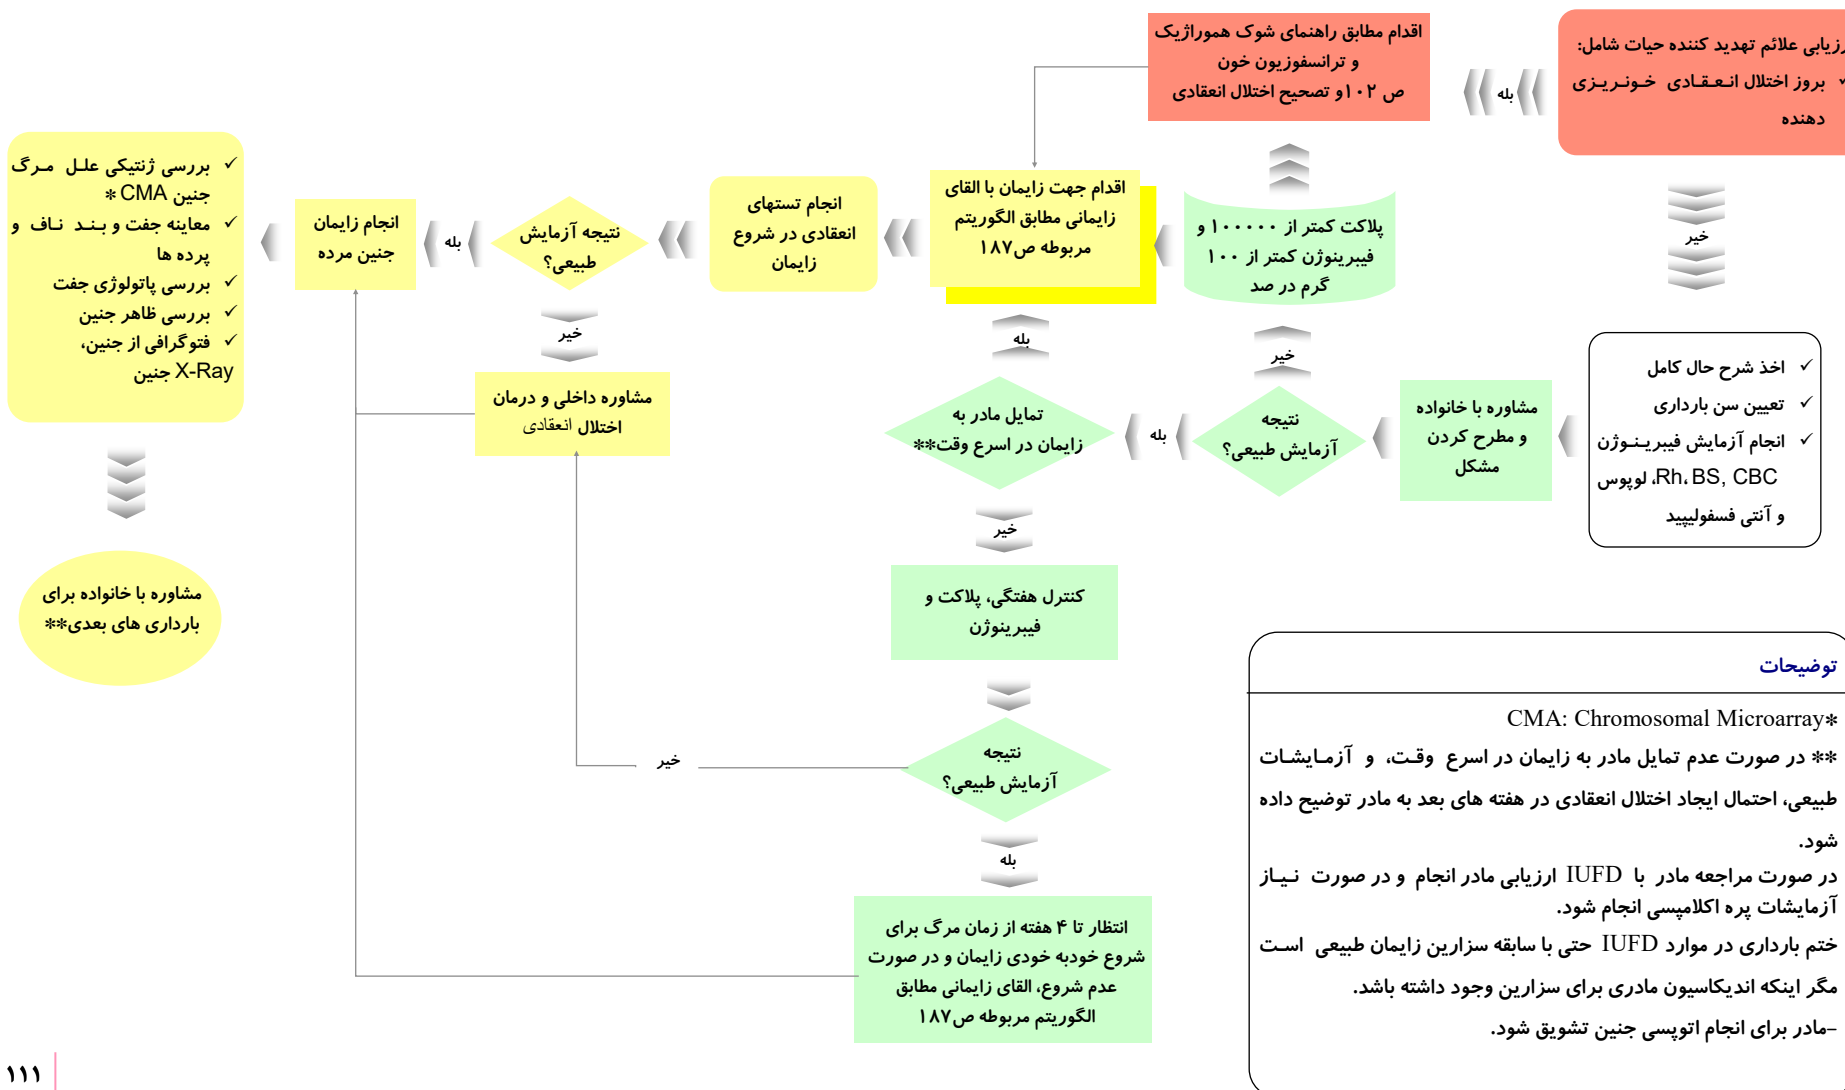 رزیابی علائم تهدید کننده حیات شامل:
✓ بروز اختلال انعقادی خونریزی
دهنده
بله
اقدام مطابق راهنمای شوک هموراژیک
و ترانسفوزیون خون
ص ۱۰۲و تصحیح اختلال انعقادی
خیر
✓ اخذ شرح حال کامل
✓ تعیین سن بارداری
✓ انجام آزمایش فیبرینوژن
Rh، BS, CBC، لوپوس
و آنتی فسفولیپید
مشاوره با خانواده
و مطرح کردن
مشکل
نتیجه
آزمایش طبیعی؟
خیر
پلاکت کمتر از ۱۰۰۰۰۰ و
فیبرینوژن کمتر از ۱۰۰
گرم در صد
بله
تمایل مادر به
زایمان در اسرع وقت**
بله
اقدام جهت زایمان با القای
زایمانی مطابق الگوریتم
مربوطه ص۱۸۷
انجام تستهای
انعقادی در شروع
زایمان
نتیجه آزمایش
طبیعی؟
بله
انجام زایمان
جنین مرده
خیر
مشاوره داخلی و درمان
اختلال انعقادی
✓ بررسی ژنتیکی علل مرگ
جنین CMA *
✓ معاینه جفت و بند ناف و
پرده ها
✓ بررسی پاتولوژی جفت
✓ بررسی ظاهر جنین
✓ فتوگرافی از جنین،
X-Ray جنین
مشاوره با خانواده برای
بارداری های بعدی**
خیر
کنترل هفتگی، پلاکت و
فیبرینوژن
نتیجه
آزمایش طبیعی؟
خیر
بله
انتظار تا ۴ هفته از زمان مرگ برای
شروع خودبه خودی زایمان و در صورت
عدم شروع، القای زایمانی مطابق
الگوریتم مربوطه ص۱۸۷
توضیحات
CMA: Chromosomal Microarray*
** در صورت عدم تمایل مادر به زایمان در اسرع وقت، و آزمایشات
طبیعی، احتمال ایجاد اختلال انعقادی در هفته های بعد به مادر توضیح داده
شود.
در صورت مراجعه مادر با IUFD ارزیابی مادر انجام و در صورت نیاز
آزمایشات پره اکلامپسی انجام شود.
ختم بارداری در موارد IUFD حتی با سابقه سزارین زایمان طبیعی است
مگر اینکه اندیکاسیون مادری برای سزارین وجود داشته باشد.
–مادر برای انجام اتوپسی جنین تشویق شود.
۱۱۱